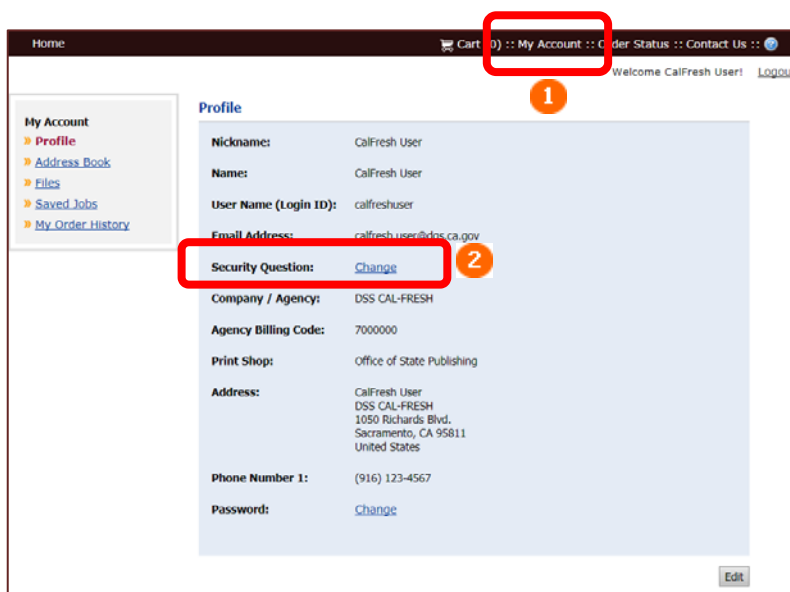 Home
Cart (0) :: My Account :: Order Status :: Contact Us ::
Welcome CalFresh User! Logou
1
My Account
Profile
Address Book
Files
Saved Jobs
My Order History
Profile
Nickname: CalFresh User
Name: CalFresh User
User Name (Login ID): calfreshuser
Email Address: calfresh.user@dgs.ca.gov
Security Question: Change
2
Company / Agency: DSS CAL-FRESH
Agency Billing Code: 7000000
Print Shop: Office of State Publishing
Address: CalFresh User
DSS CAL-FRESH
1050 Richards Blvd.
Sacramento, CA 95811
United States
Phone Number 1: (916) 123-4567
Password: Change
Edit